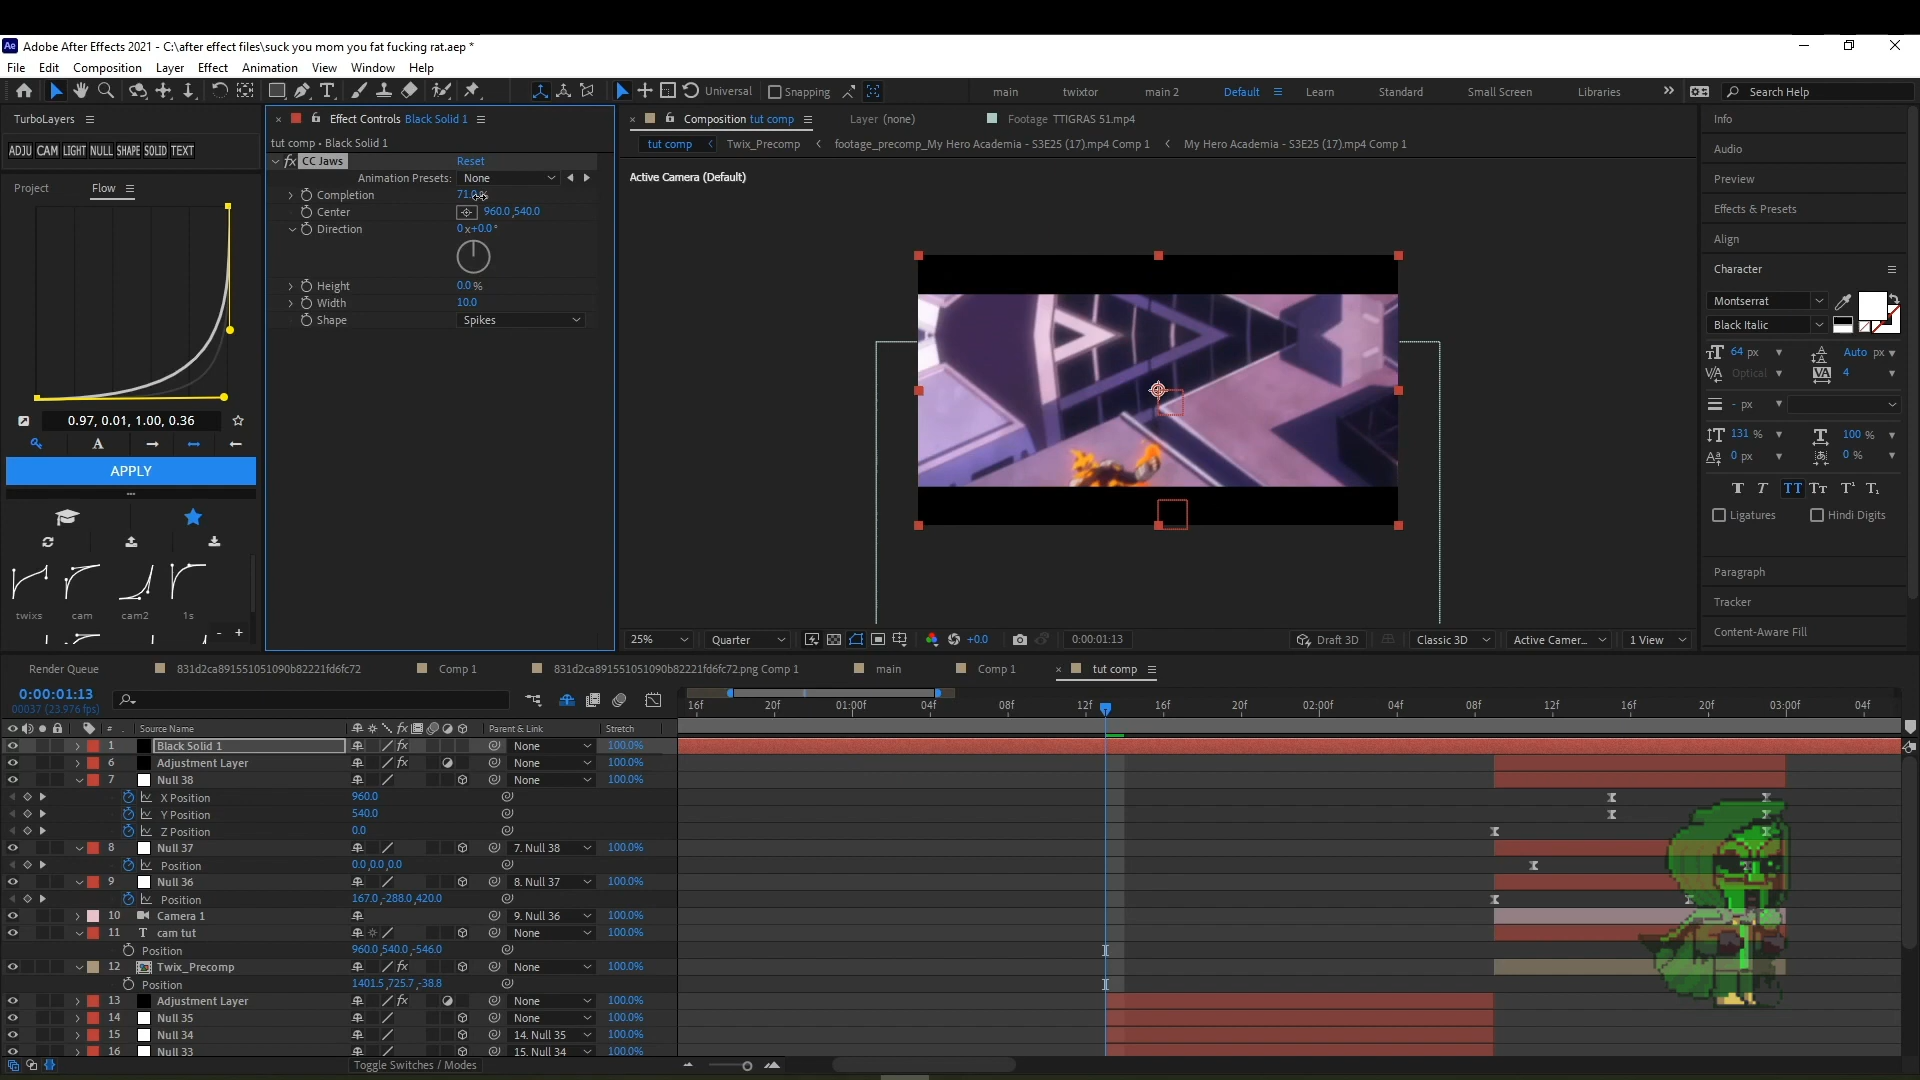 Ae Adobe After Effects 2021 - C:\after effect files\suck you mom you fat fucking rat.aep *
File Edit Composition Layer Effect Animation View Window Help
Universal Snapping main twixtor main 2 Default Learn Standard Small Screen Libraries Search Help
TurboLayers
ADJU CAM LIGHT NULL SHAPE SOLID TEXT
Project Flow
0.97, 0.01, 1.00, 0.36
A
APPLY
twixs cam cam2 1s
- +
Effect Controls Black Solid 1
tut comp • Black Solid 1
fx CC Jaws Reset
Animation Presets: None
Completion 71.0%
Center 960.0,540.0
Direction 0x+0.0°
Height 0.0%
Width 10.0
Shape Spikes
Composition tut comp Layer (none) Footage TTIGRAS 51.mp4
tut comp Twix_Precomp footage_precomp_My Hero Academia - S3E25 (17).mp4 Comp 1 My Hero Academia - S3E25 (17).mp4 Comp 1
Active Camera (Default)
25% Quarter +0.0 0:00:01:13 Draft 3D Classic 3D Active Camer... 1 View
Info
Audio
Preview
Effects & Presets
Align
Character
Montserrat
Black Italic
64 px Auto px
Optical 4
- px
131 % 100 %
0 px 0 %
T T TT Tт T¹ T₁
Ligatures Hindi Digits
Paragraph
Tracker
Content-Aware Fill
Render Queue 831d2ca891551051090b82221fd6fc72 Comp 1 831d2ca891551051090b82221fd6fc72.png Comp 1 main Comp 1 tut comp
0:00:01:13
00037 (23.976 fps)
16f 20f 01:00f 04f 08f 12f 16f 20f 02:00f 04f 08f 12f 16f 20f 03:00f 04f
# Source Name Parent & Link Stretch
1 Black Solid 1 None 100.0%
6 Adjustment Layer None 100.0%
7 Null 38 None 100.0%
X Position 960.0
Y Position 540.0
Z Position 0.0
8 Null 37 7. Null 38 100.0%
Position 0.0,0.0,0.0
9 Null 36 8. Null 37 100.0%
Position 167.0,-288.0,420.0
10 Camera 1 9. Null 36 100.0%
11 T cam tut None 100.0%
Position 960.0,540.0,-546.0
12 Twix_Precomp None 100.0%
Position 1401.5,725.7,-38.8
13 Adjustment Layer None 100.0%
14 Null 35 None 100.0%
15 Null 34 14. Null 35 100.0%
16 Null 33 15. Null 34 100.0%
Toggle Switches / Modes